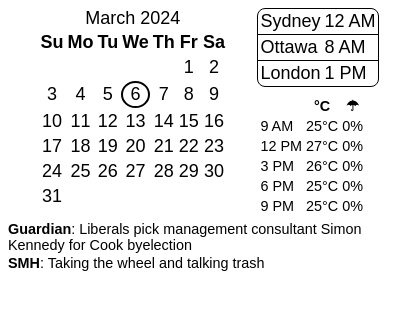 March 2024
Su Mo Tu We Th Fr Sa
1 2
3 4 5 6 7 8 9
10 11 12 13 14 15 16
17 18 19 20 21 22 23
24 25 26 27 28 29 30
31
Sydney 12 AM
Ottawa 8 AM
London 1 PM
°C ☂
9 AM 25°C 0%
12 PM 27°C 0%
3 PM 26°C 0%
6 PM 25°C 0%
9 PM 25°C 0%
Guardian: Liberals pick management consultant Simon
Kennedy for Cook byelection
SMH: Taking the wheel and talking trash